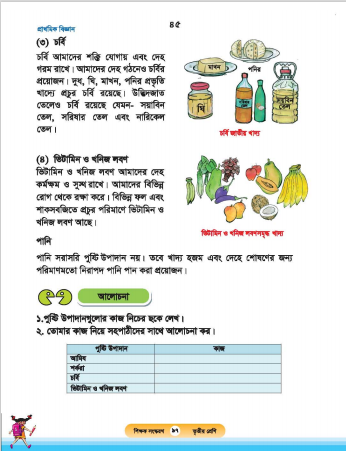 ৪৫
প্রাথমিক বিজ্ঞান
(৩) চর্বি
চর্বি আমাদের শক্তি যোগায় এবং দেহ
গরম রাখে। আমাদের দেহ গঠনেও চর্বির
প্রয়োজন। দুধ, ঘি, মাখন, পনির প্রভৃতি
খাদ্যে প্রচুর চর্বি রয়েছে। উদ্ভিদজাত
তেলেও চর্বি রয়েছে যেমন- সয়াবিন
তেল, সরিষার তেল এবং নারিকেল
তেল।
মাখন
পনির
ঘি
সয়াবিন
তেল
চর্বি জাতীয় খাদ্য
(৪) ভিটামিন ও খনিজ লবণ
ভিটামিন ও খনিজ লবণ আমাদের দেহ
কর্মক্ষম ও সুস্থ রাখে। আমাদের বিভিন্ন
রোগ থেকে রক্ষা করে। বিভিন্ন ফল এবং
শাকসবজিতে প্রচুর পরিমাণে ভিটামিন ও
খনিজ লবণ আছে।
ভিটামিন ও খনিজ লবণসমৃদ্ধ খাদ্য
পানি
পানি সরাসরি পুষ্টি উপাদান নয়। তবে খাদ্য হজম এবং দেহে শোষণের জন্য
পরিমাণমতো নিরাপদ পানি পান করা প্রয়োজন।
আলোচনা
১.পুষ্টি উপাদানগুলোর কাজ নিচের ছকে লেখ।
২. তোমার কাজ নিয়ে সহপাঠীদের সাথে আলোচনা কর।
পুষ্টি উপাদান কাজ
আমিষ
শর্করা
চর্বি
ভিটামিন ও খনিজ লবণ
শিক্ষক সংস্করণ ৯৭ তৃতীয় শ্রেণি